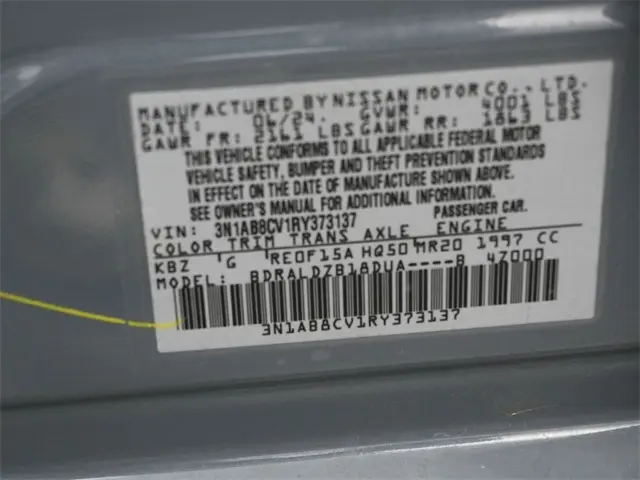 MANUFACTURED BY NISSAN MOTOR CO., LTD.
DATE: 06/24. GVWR: 4001 LBS
GAWR FR: 2161 LBS GAWR RR: 1863 LBS
THIS VEHICLE CONFORMS TO ALL APPLICABLE FEDERAL MOTOR
VEHICLE SAFETY, BUMPER AND THEFT PREVENTION STANDARDS
IN EFFECT ON THE DATE OF MANUFACTURE SHOWN ABOVE.
SEE OWNER'S MANUAL FOR ADDITIONAL INFORMATION.
VIN: 3N1AB8CV1RY373137 PASSENGER CAR.
COLOR TRIM TRANS AXLE ENGINE
KBZ G RE0F15A HQ50 MR20 1997 CC
MODEL: BDRALDZB18DUA----B 4Z000
3N1AB8CV1RY373137